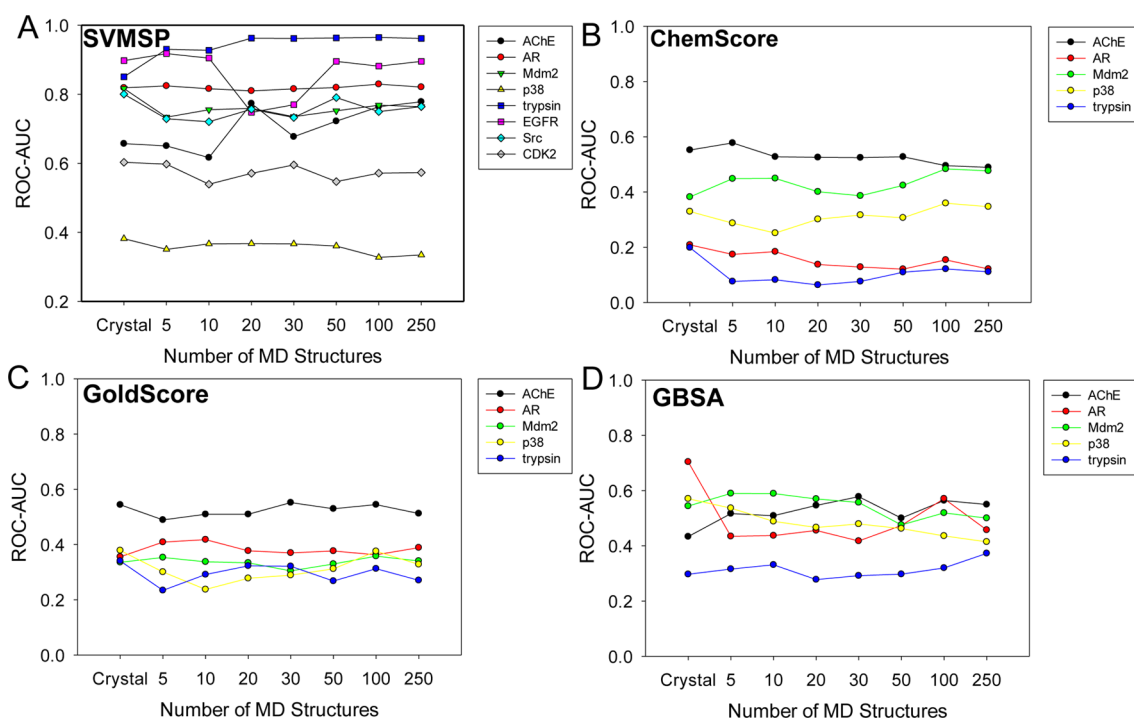 A
SVMSP
ROC-AUC
1.0
0.8
0.6
0.4
0.2
Crystal 5 10 20 30 50 100 250
Number of MD Structures
AChE
AR
Mdm2
p38
trypsin
EGFR
Src
CDK2
B
ChemScore
ROC-AUC
1.0
0.8
0.6
0.4
0.2
0.0
Crystal 5 10 20 30 50 100 250
Number of MD Structures
AChE
AR
Mdm2
p38
trypsin
C
GoldScore
ROC-AUC
1.0
0.8
0.6
0.4
0.2
0.0
Crystal 5 10 20 30 50 100 250
Number of MD Structures
AChE
AR
Mdm2
p38
trypsin
D
GBSA
ROC-AUC
1.0
0.8
0.6
0.4
0.2
0.0
Crystal 5 10 20 30 50 100 250
Number of MD Structures
AChE
AR
Mdm2
p38
trypsin